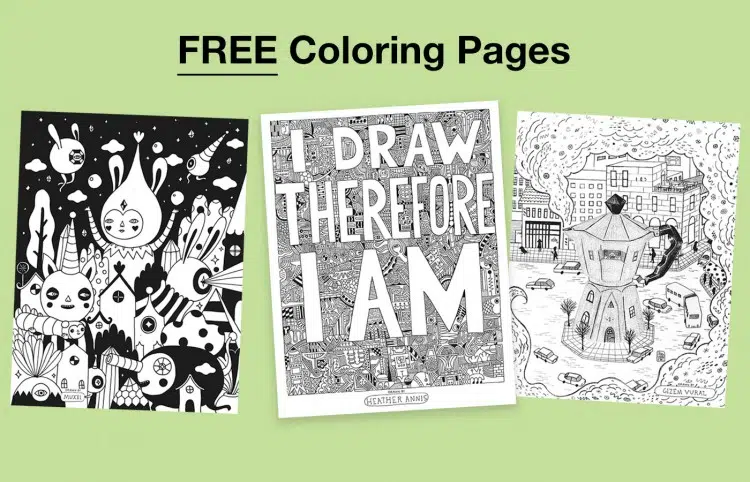 FREE Coloring Pages
I DRAW
THEREFORE
I AM
HEATHER ANNIS
MUXXI
GIZEM VURAL